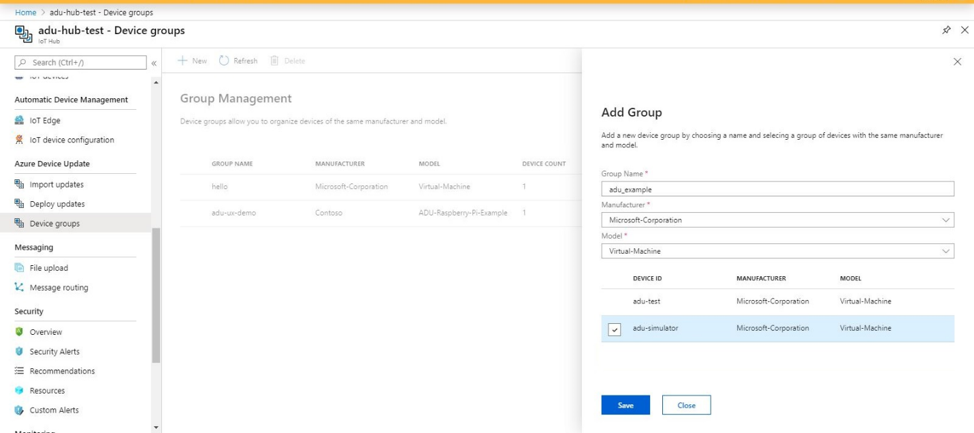 Home > adu-hub-test - Device groups
adu-hub-test - Device groups
IoT Hub
Search (Ctrl+/)
«
IoT devices
Automatic Device Management
IoT Edge
IoT device configuration
Azure Device Update
Import updates
Deploy updates
Device groups
Messaging
File upload
Message routing
Security
Overview
Security Alerts
Recommendations
Resources
Custom Alerts
Monitoring
New Refresh Delete
Group Management
Device groups allow you to organize devices of the same manufacturer and model.
GROUP NAME MANUFACTURER MODEL DEVICE COUNT
hello Microsoft-Corporation Virtual-Machine 1
adu-ux-demo Contoso ADU-Raspberry-Pi-Example 1
Add Group
Add a new device group by choosing a name and selecing a group of devices with the same manufacturer
and model.
Group Name *
adu_example
Manufacturer *
Microsoft-Corporation
Model *
Virtual-Machine
DEVICE ID MANUFACTURER MODEL
adu-test Microsoft-Corporation Virtual-Machine
adu-simulator Microsoft-Corporation Virtual-Machine
Save Close